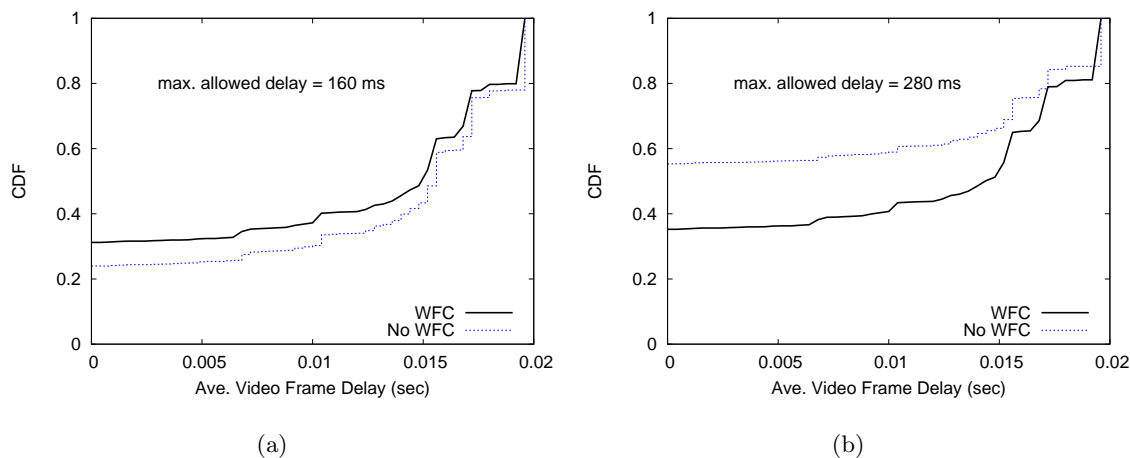 1
0.8
0.6
0.4
0.2
0
CDF
max. allowed delay = 160 ms
WFC
No WFC
0 0.005 0.01 0.015 0.02
Ave. Video Frame Delay (sec)
(a)
1
0.8
0.6
0.4
0.2
0
CDF
max. allowed delay = 280 ms
WFC
No WFC
0 0.005 0.01 0.015 0.02
Ave. Video Frame Delay (sec)
(b)